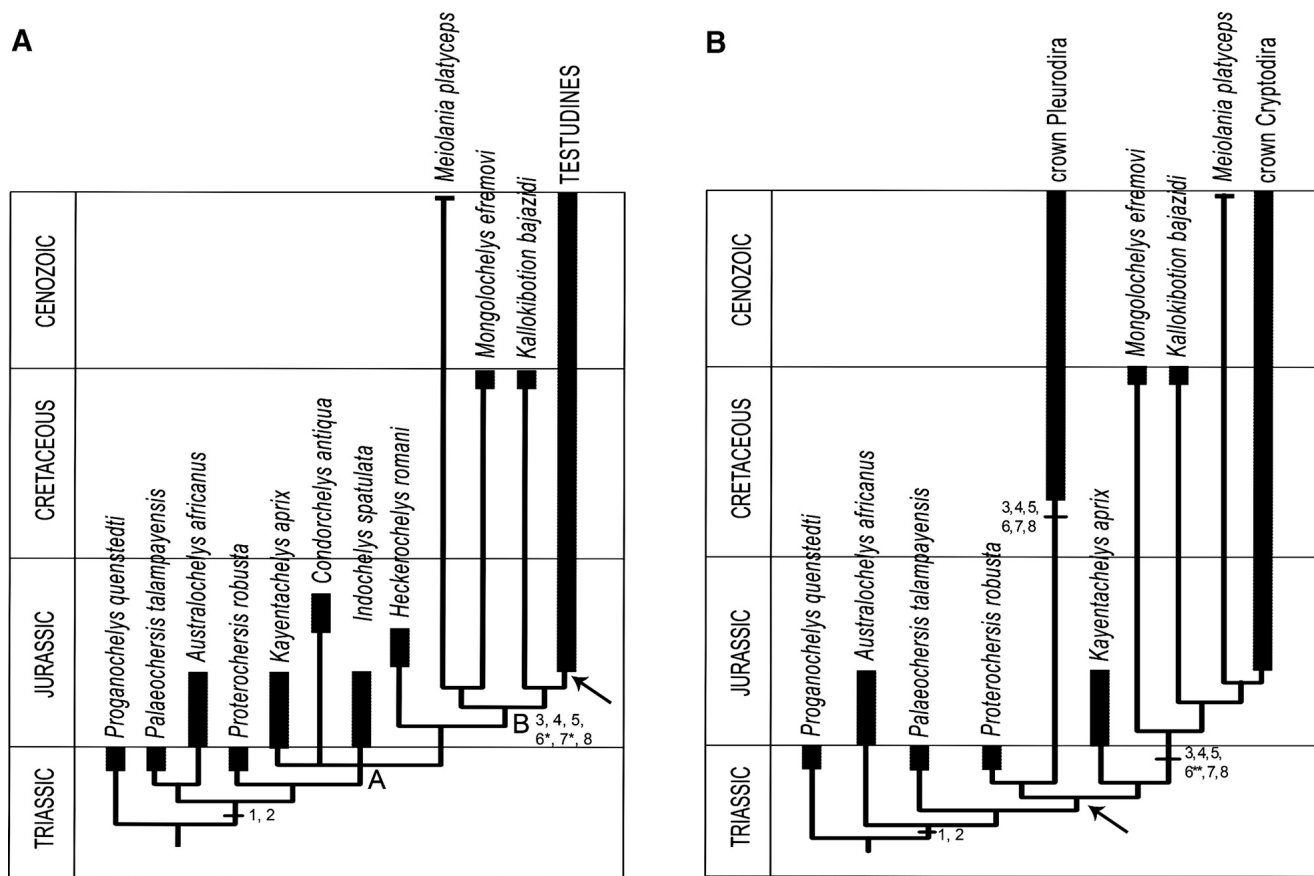 A
CENOZOIC
CRETACEOUS
JURASSIC
TRIASSIC
Proganochelys quenstedti
Palaeochersis talampayensis
Australochelys africanus
Proterochersis robusta
Kayentachelys aprix
Condorchelys antiqua
Indochelys spatulata
Heckerochelys romani
Meiolania platyceps
Mongolochelys efremovi
Kallokibotion bajazidi
TESTUDINES
1, 2
A
B
3, 4, 5,
6*, 7*, 8
B
CENOZOIC
CRETACEOUS
JURASSIC
TRIASSIC
Proganochelys quenstedti
Australochelys africanus
Palaeochersis talampayensis
Proterochersis robusta
crown Pleurodira
Kayentachelys aprix
Mongolochelys efremovi
Kallokibotion bajazidi
Meiolania platyceps
crown Cryptodira
3, 4, 5,
6, 7, 8
3, 4, 5,
6**, 7, 8
1, 2